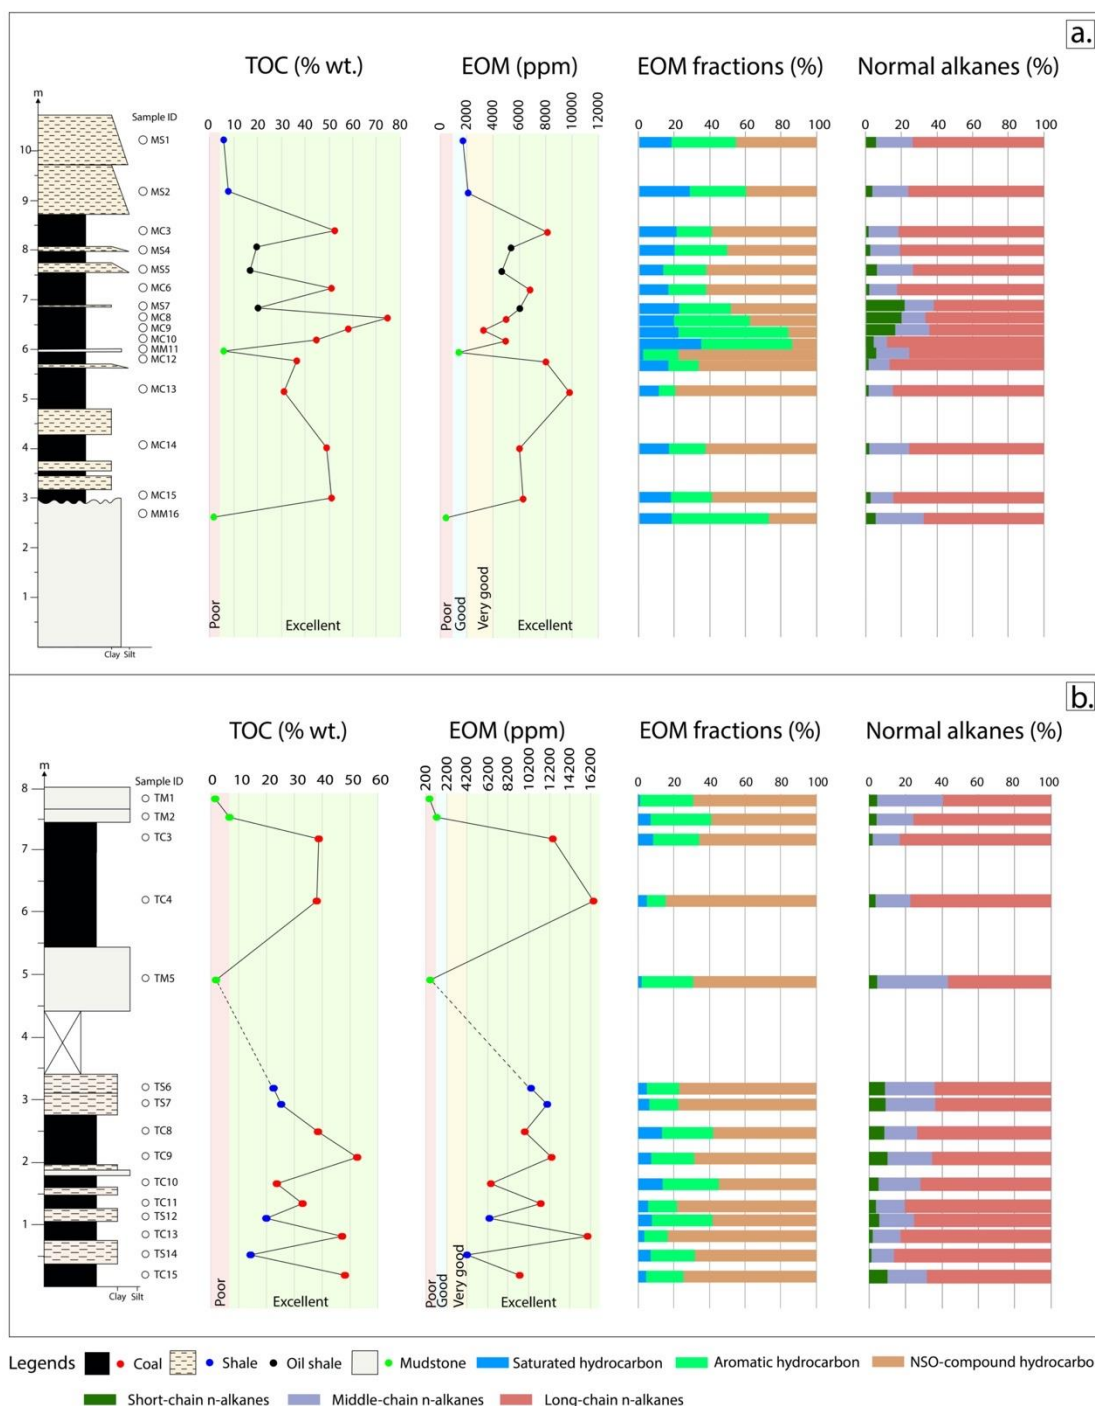 a.
TOC (% wt.) EOM (ppm) EOM fractions (%) Normal alkanes (%)
m Sample ID
0 10 20 30 40 60 80 0 2000 4000 6000 8000 10000 12000 0 20 40 60 80 100 0 20 40 60 80 100
MS1
10
MS2
9
MC3
8 MS4
MS5
MC6
7 MS7
MC8
MC9
MC10
6 MM11
MC12
MC13
5
MC14
4
MC15
3
MM16
2
1
Poor Excellent Poor Good Very good Excellent
Clay Silt
b.
TOC (% wt.) EOM (ppm) EOM fractions (%) Normal alkanes (%)
m Sample ID
0 10 20 30 40 50 60 200 2200 4200 6200 8200 10200 12200 14200 16200 0 20 40 60 80 100 0 20 40 60 80 100
8 TM1
TM2
TC3
7
TC4
6
5 TM5
4
TS6
3 TS7
TC8
TC9
2
TC10
TC11
TS12
1
TC13
TS14
TC15
Poor Excellent Poor Good Very good Excellent
Clay Silt
Legends Coal Shale Oil shale Mudstone Saturated hydrocarbon Aromatic hydrocarbon NSO-compound hydrocarbo
Short-chain n-alkanes Middle-chain n-alkanes Long-chain n-alkanes